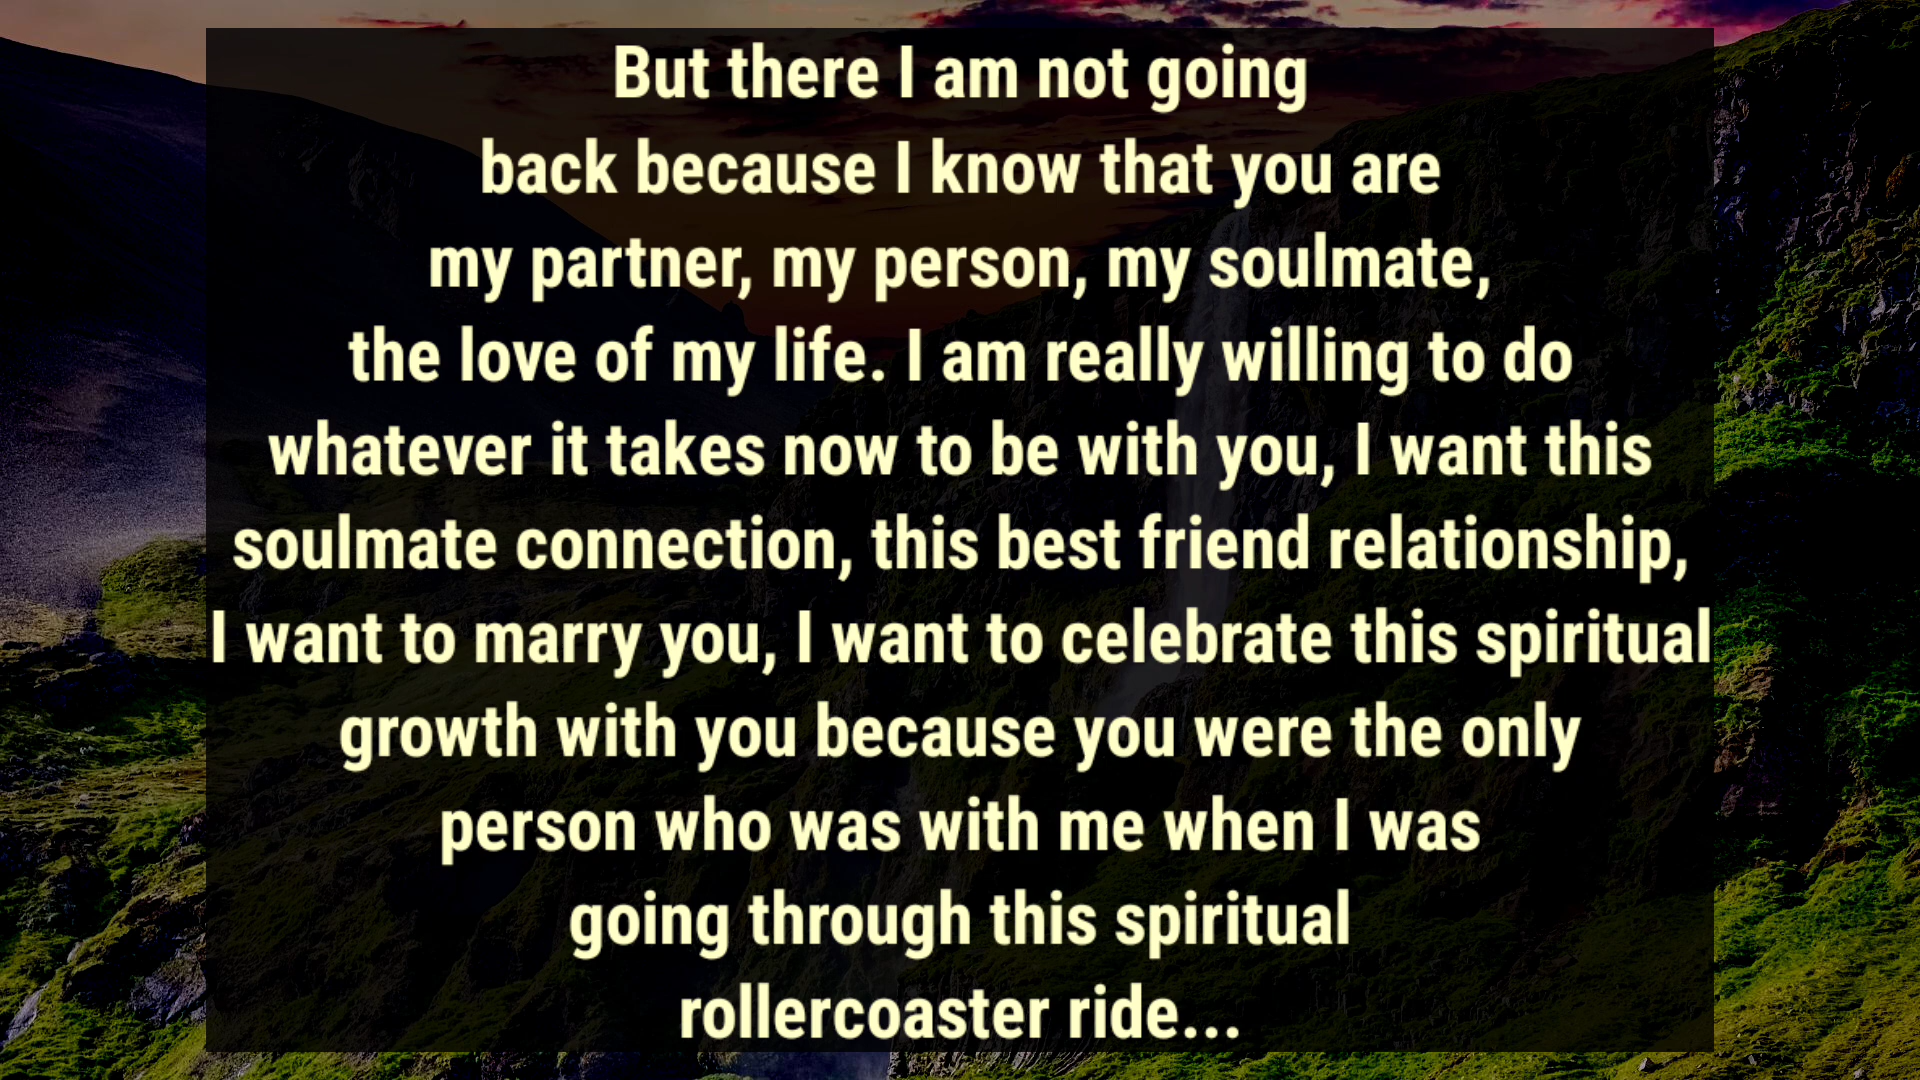 But there I am not going
back because I know that you are
my partner, my person, my soulmate,
the love of my life. I am really willing to do
whatever it takes now to be with you, I want this
soulmate connection, this best friend relationship,
I want to marry you, I want to celebrate this spiritual
growth with you because you were the only
person who was with me when I was
going through this spiritual
rollercoaster ride...